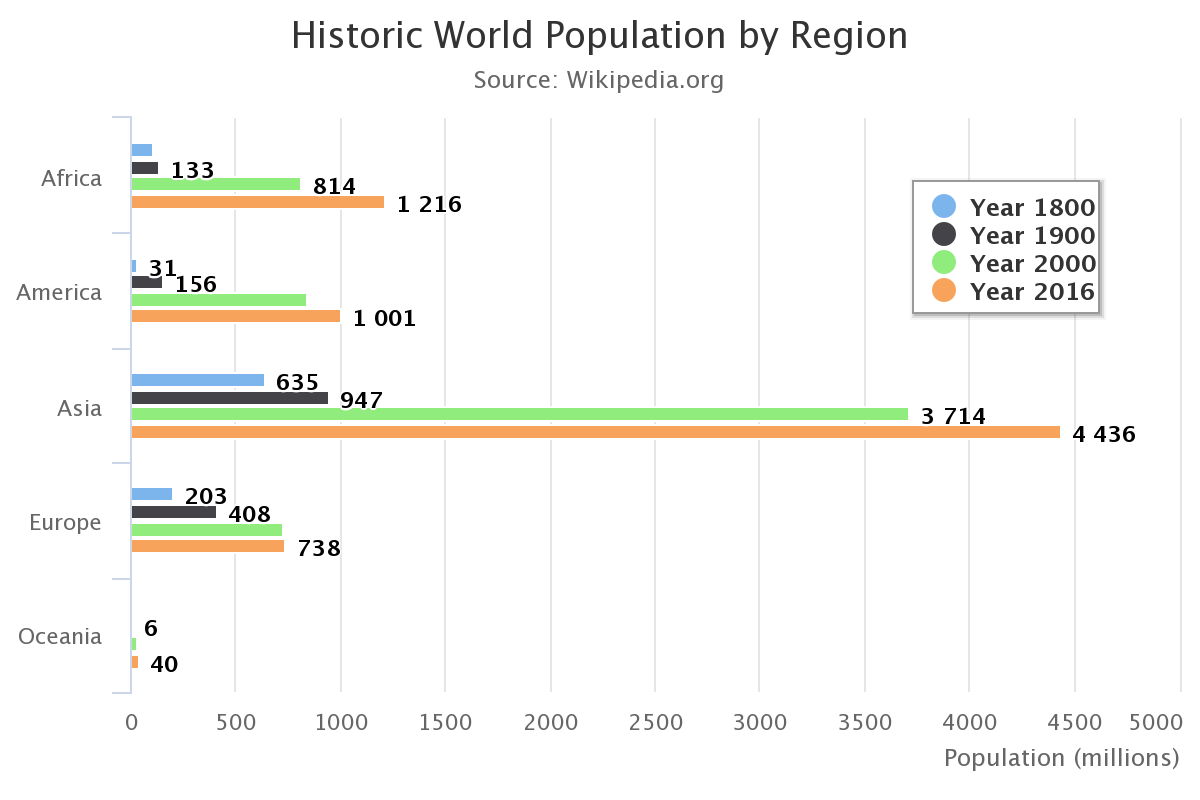 Historic World Population by Region
Source: Wikipedia.org
Africa
133
814
1 216
America
31
156
1 001
Asia
635
947
3 714
4 436
Europe
203
408
738
Oceania
6
40
Year 1800
Year 1900
Year 2000
Year 2016
0 500 1000 1500 2000 2500 3000 3500 4000 4500 5000
Population (millions)